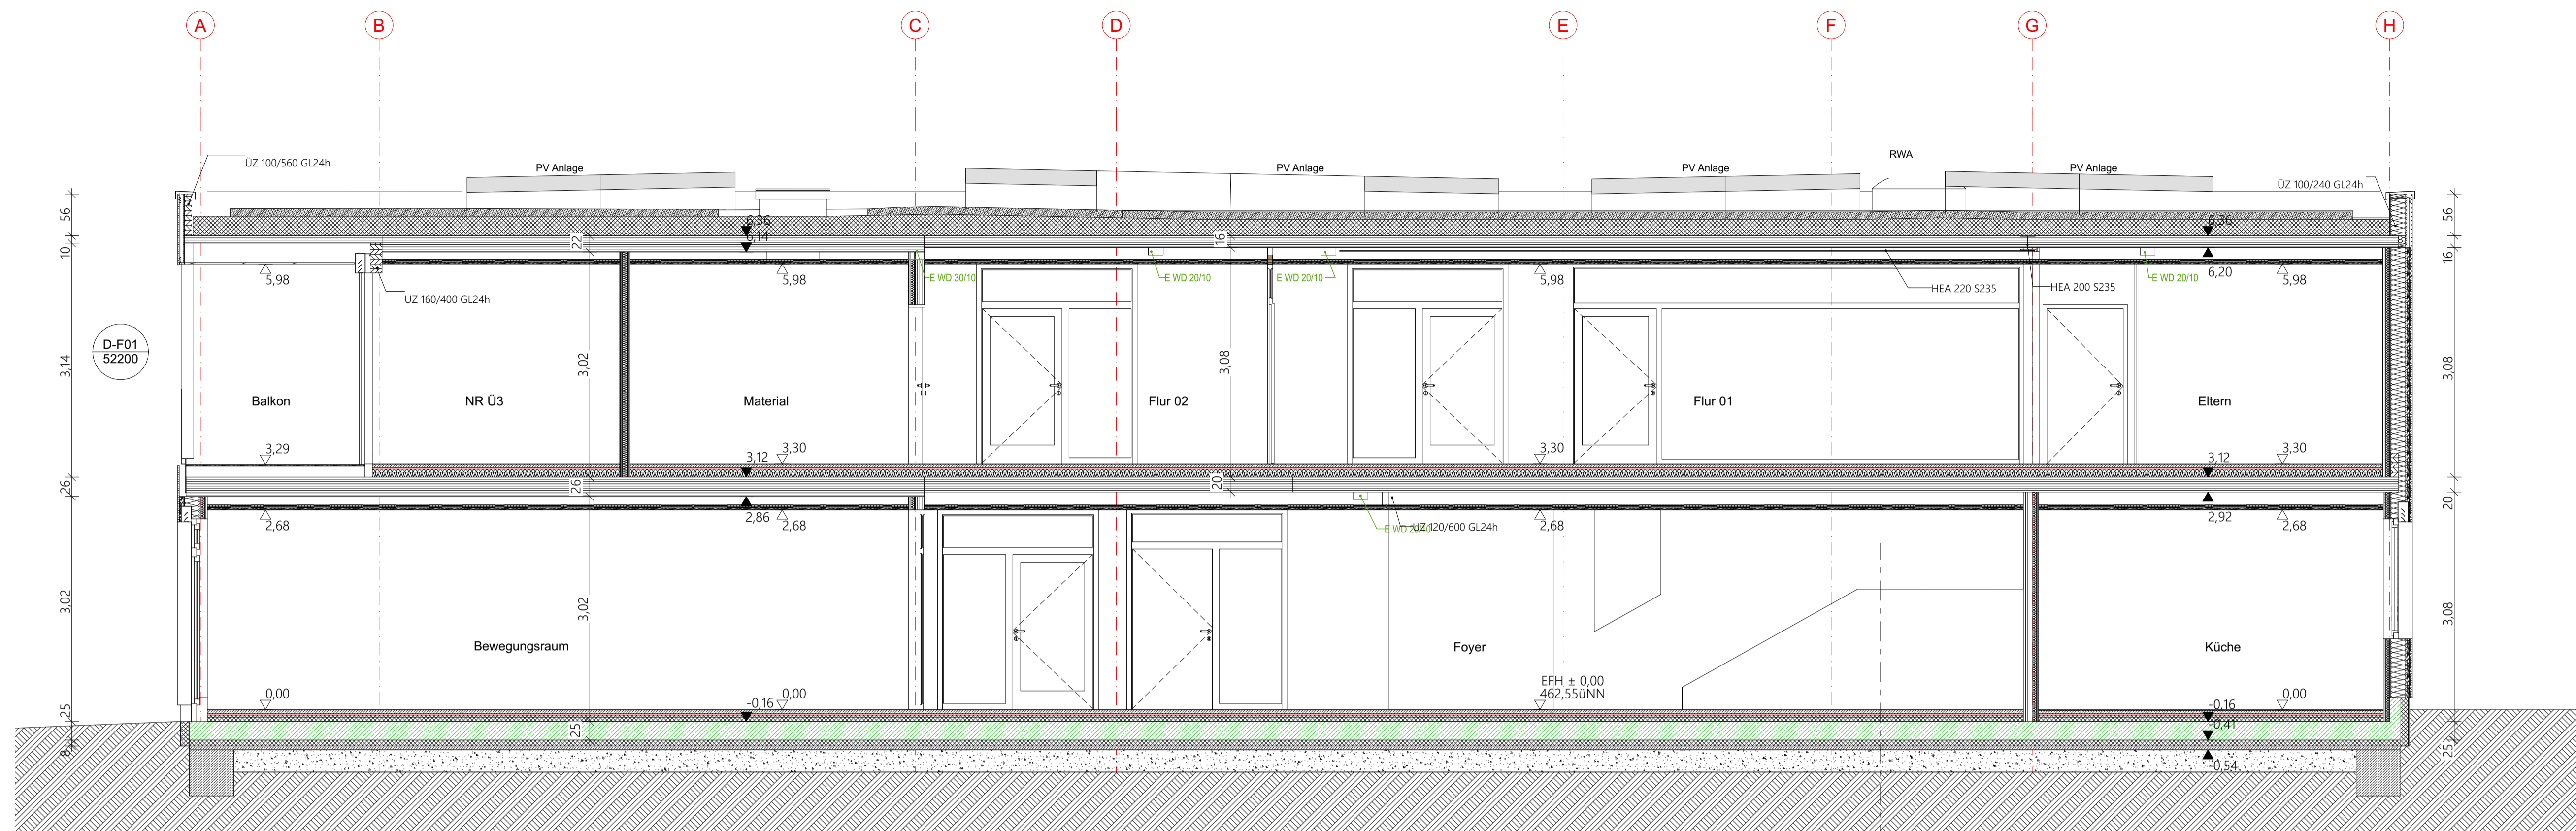 A
B
C
D
E
F
G
H
ÜZ 100/560 GL24h
PV Anlage
PV Anlage
PV Anlage
RWA
PV Anlage
ÜZ 100/240 GL24h
56
10
3,14
26
3,02
25
8
22
6,36
6,14
16
6,36
56
16
5,98
UZ 160/400 GL24h
5,98
E WD 30/10
E WD 20/10
E WD 20/10
5,98
HEA 220 S235
HEA 200 S235
6,20
E WD 20/10
5,98
D-F01
52200
3,02
3,08
3,08
Balkon
NR Ü3
Material
Flur 02
Flur 01
Eltern
3,29
3,12
3,30
3,30
3,12
3,30
26
20
20
2,68
2,86
2,68
E WD 20/40
UZ 120/600 GL24h
2,68
2,92
2,68
3,02
3,08
Bewegungsraum
Foyer
Küche
0,00
-0,16
0,00
EFH ± 0,00
462,55üNN
-0,16
0,00
-0,41
25
25
-0,54